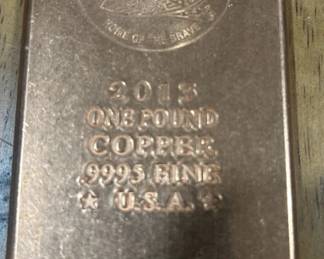 HOME OF THE BRAVE
2013
ONE POUND
COPPER
.9995 FINE
★ U.S.A. ★